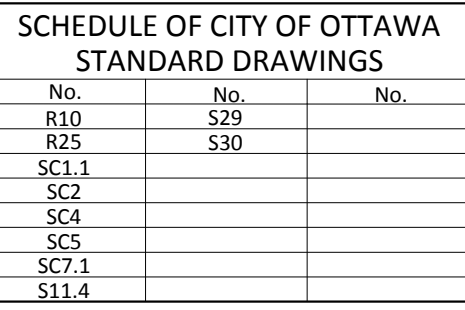 SCHEDULE OF CITY OF OTTAWA
STANDARD DRAWINGS
No. No. No.
R10 S29
R25 S30
SC1.1
SC2
SC4
SC5
SC7.1
S11.4